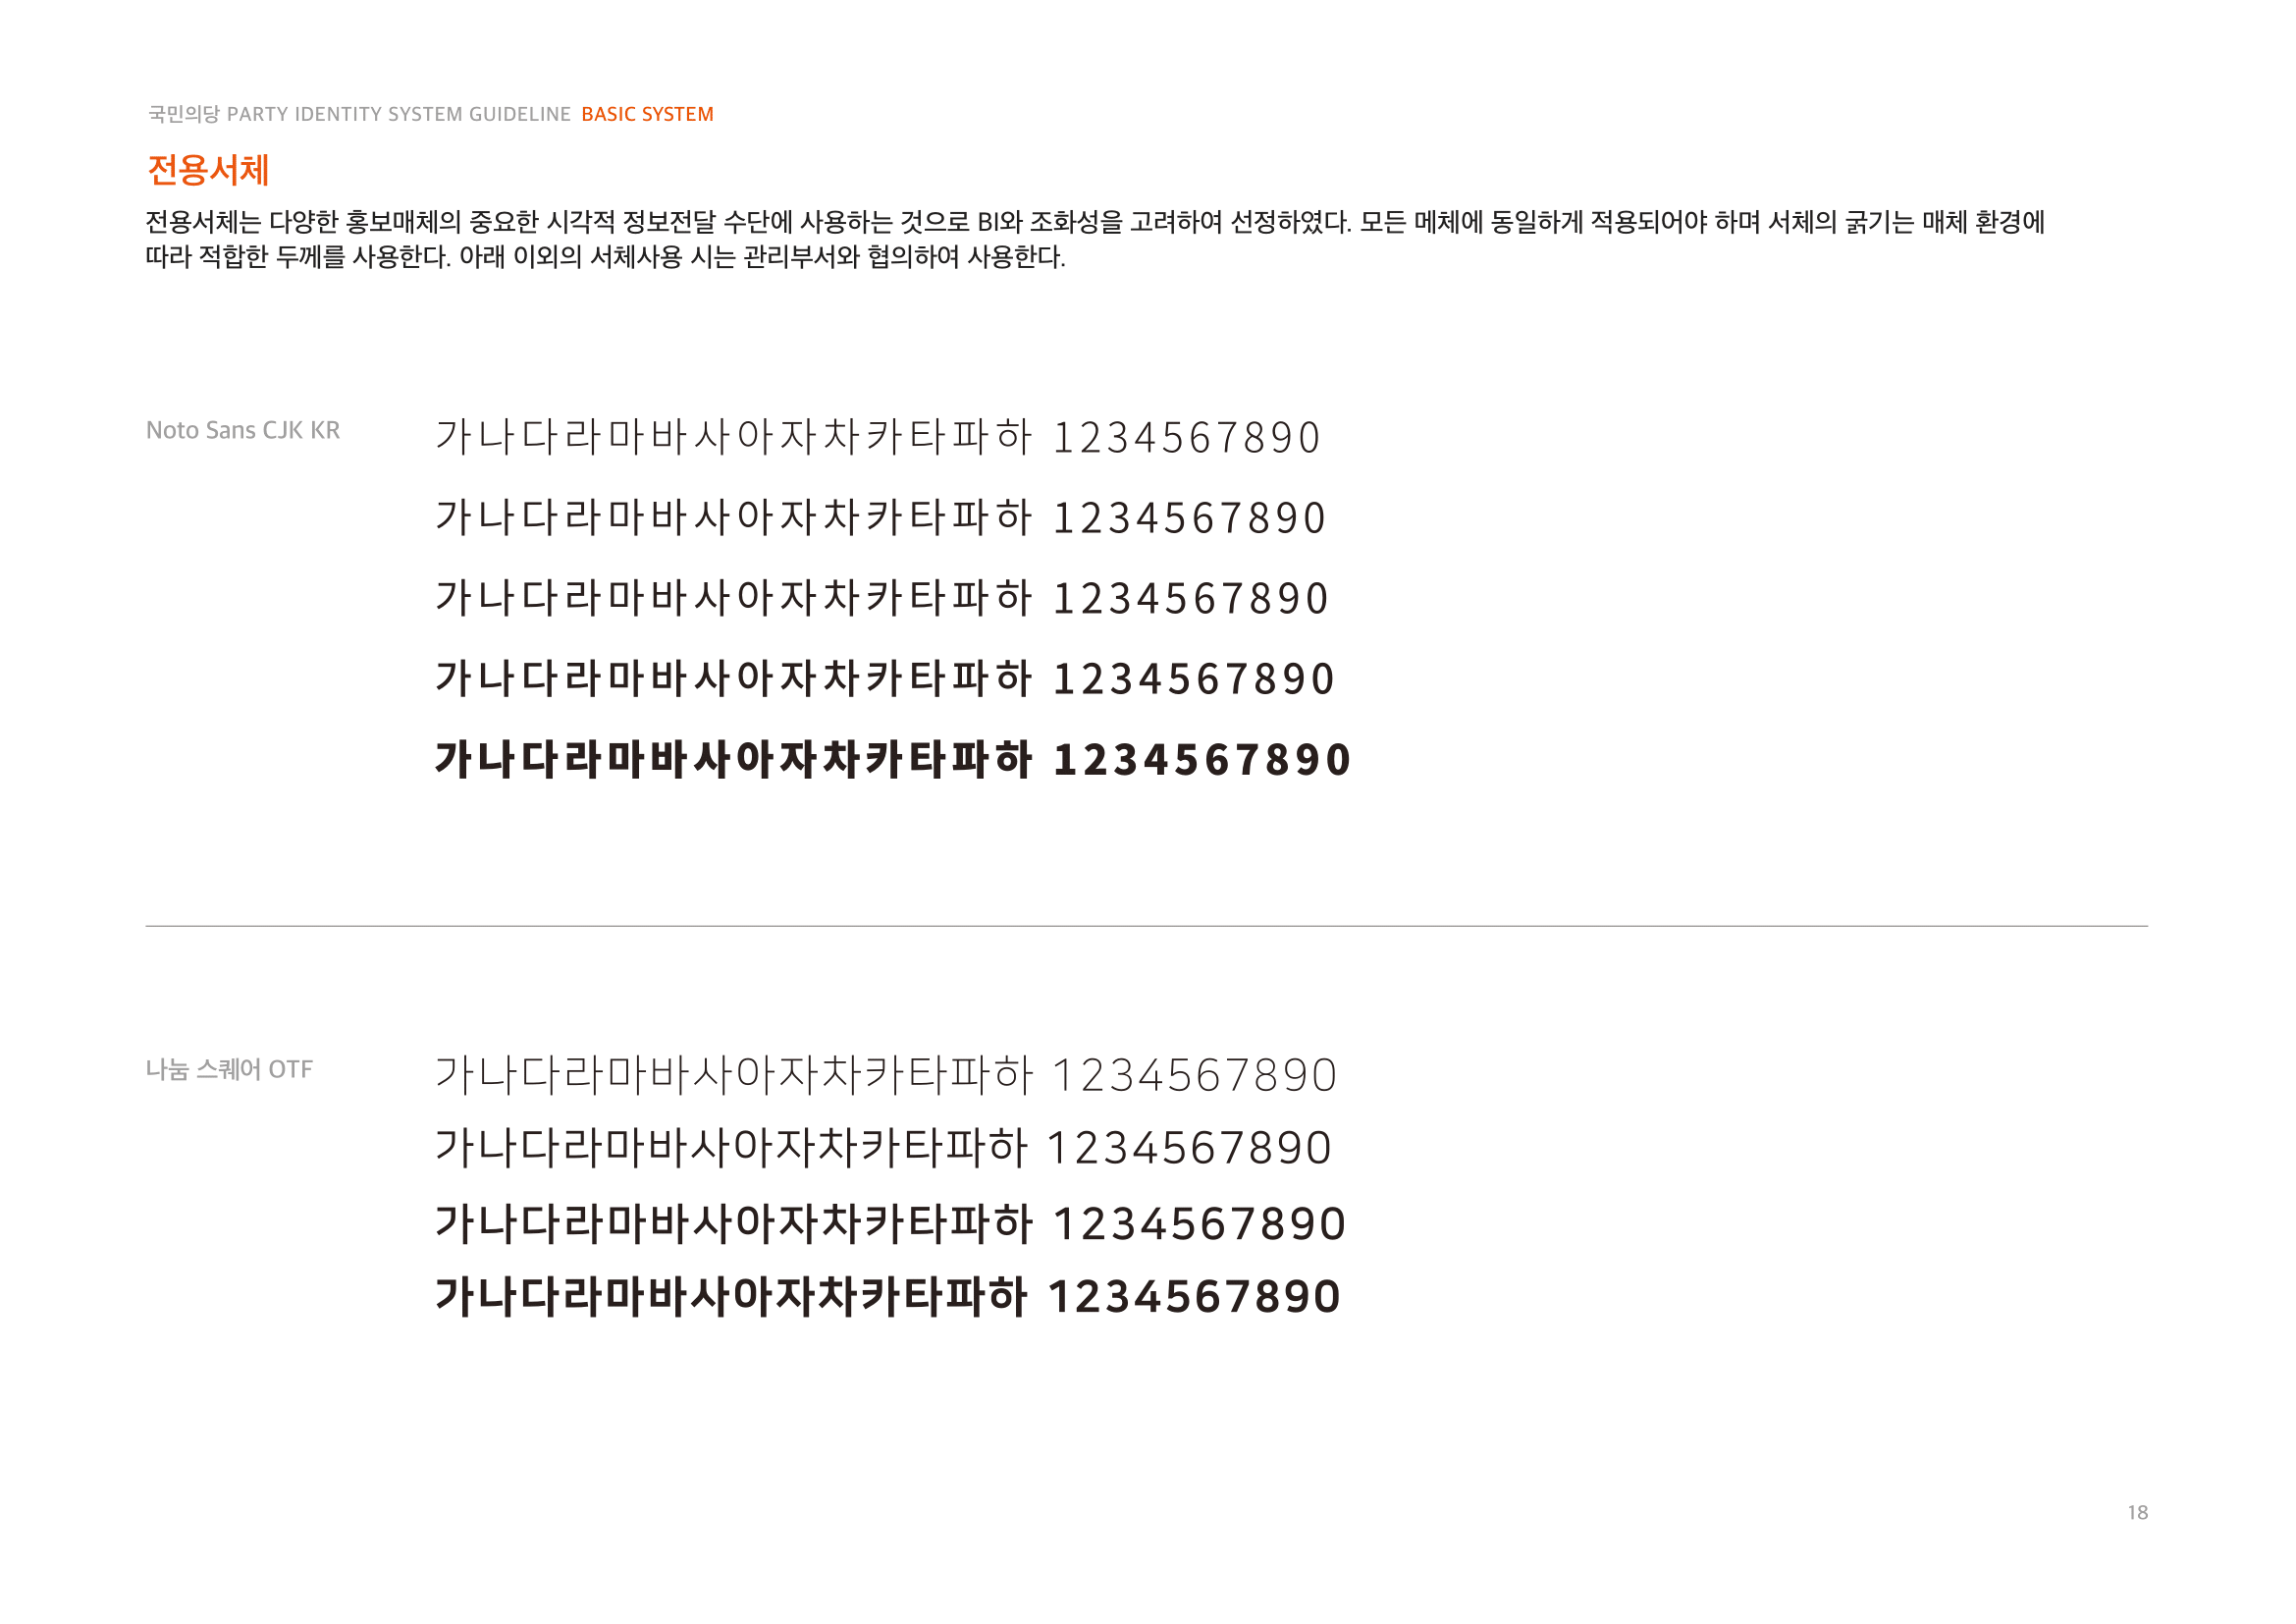 국민의당 PARTY IDENTITY SYSTEM GUIDELINE BASIC SYSTEM
전용서체
전용서체는 다양한 홍보매체의 중요한 시각적 정보전달 수단에 사용하는 것으로 BI와 조화성을 고려하여 선정하였다. 모든 메체에 동일하게 적용되어야 하며 서체의 굵기는 매체 환경에
따라 적합한 두께를 사용한다. 아래 이외의 서체사용 시는 관리부서와 협의하여 사용한다.
Noto Sans CJK KR 가나다라마바사아자차카타파하 1234567890
가나다라마바사아자차카타파하 1234567890
가나다라마바사아자차카타파하 1234567890
가나다라마바사아자차카타파하 1234567890
가나다라마바사아자차카타파하 1234567890
나눔 스퀘어 OTF 가나다라마바사아자차카타파하 1234567890
가나다라마바사아자차카타파하 1234567890
가나다라마바사아자차카타파하 1234567890
가나다라마바사아자차카타파하 1234567890
18